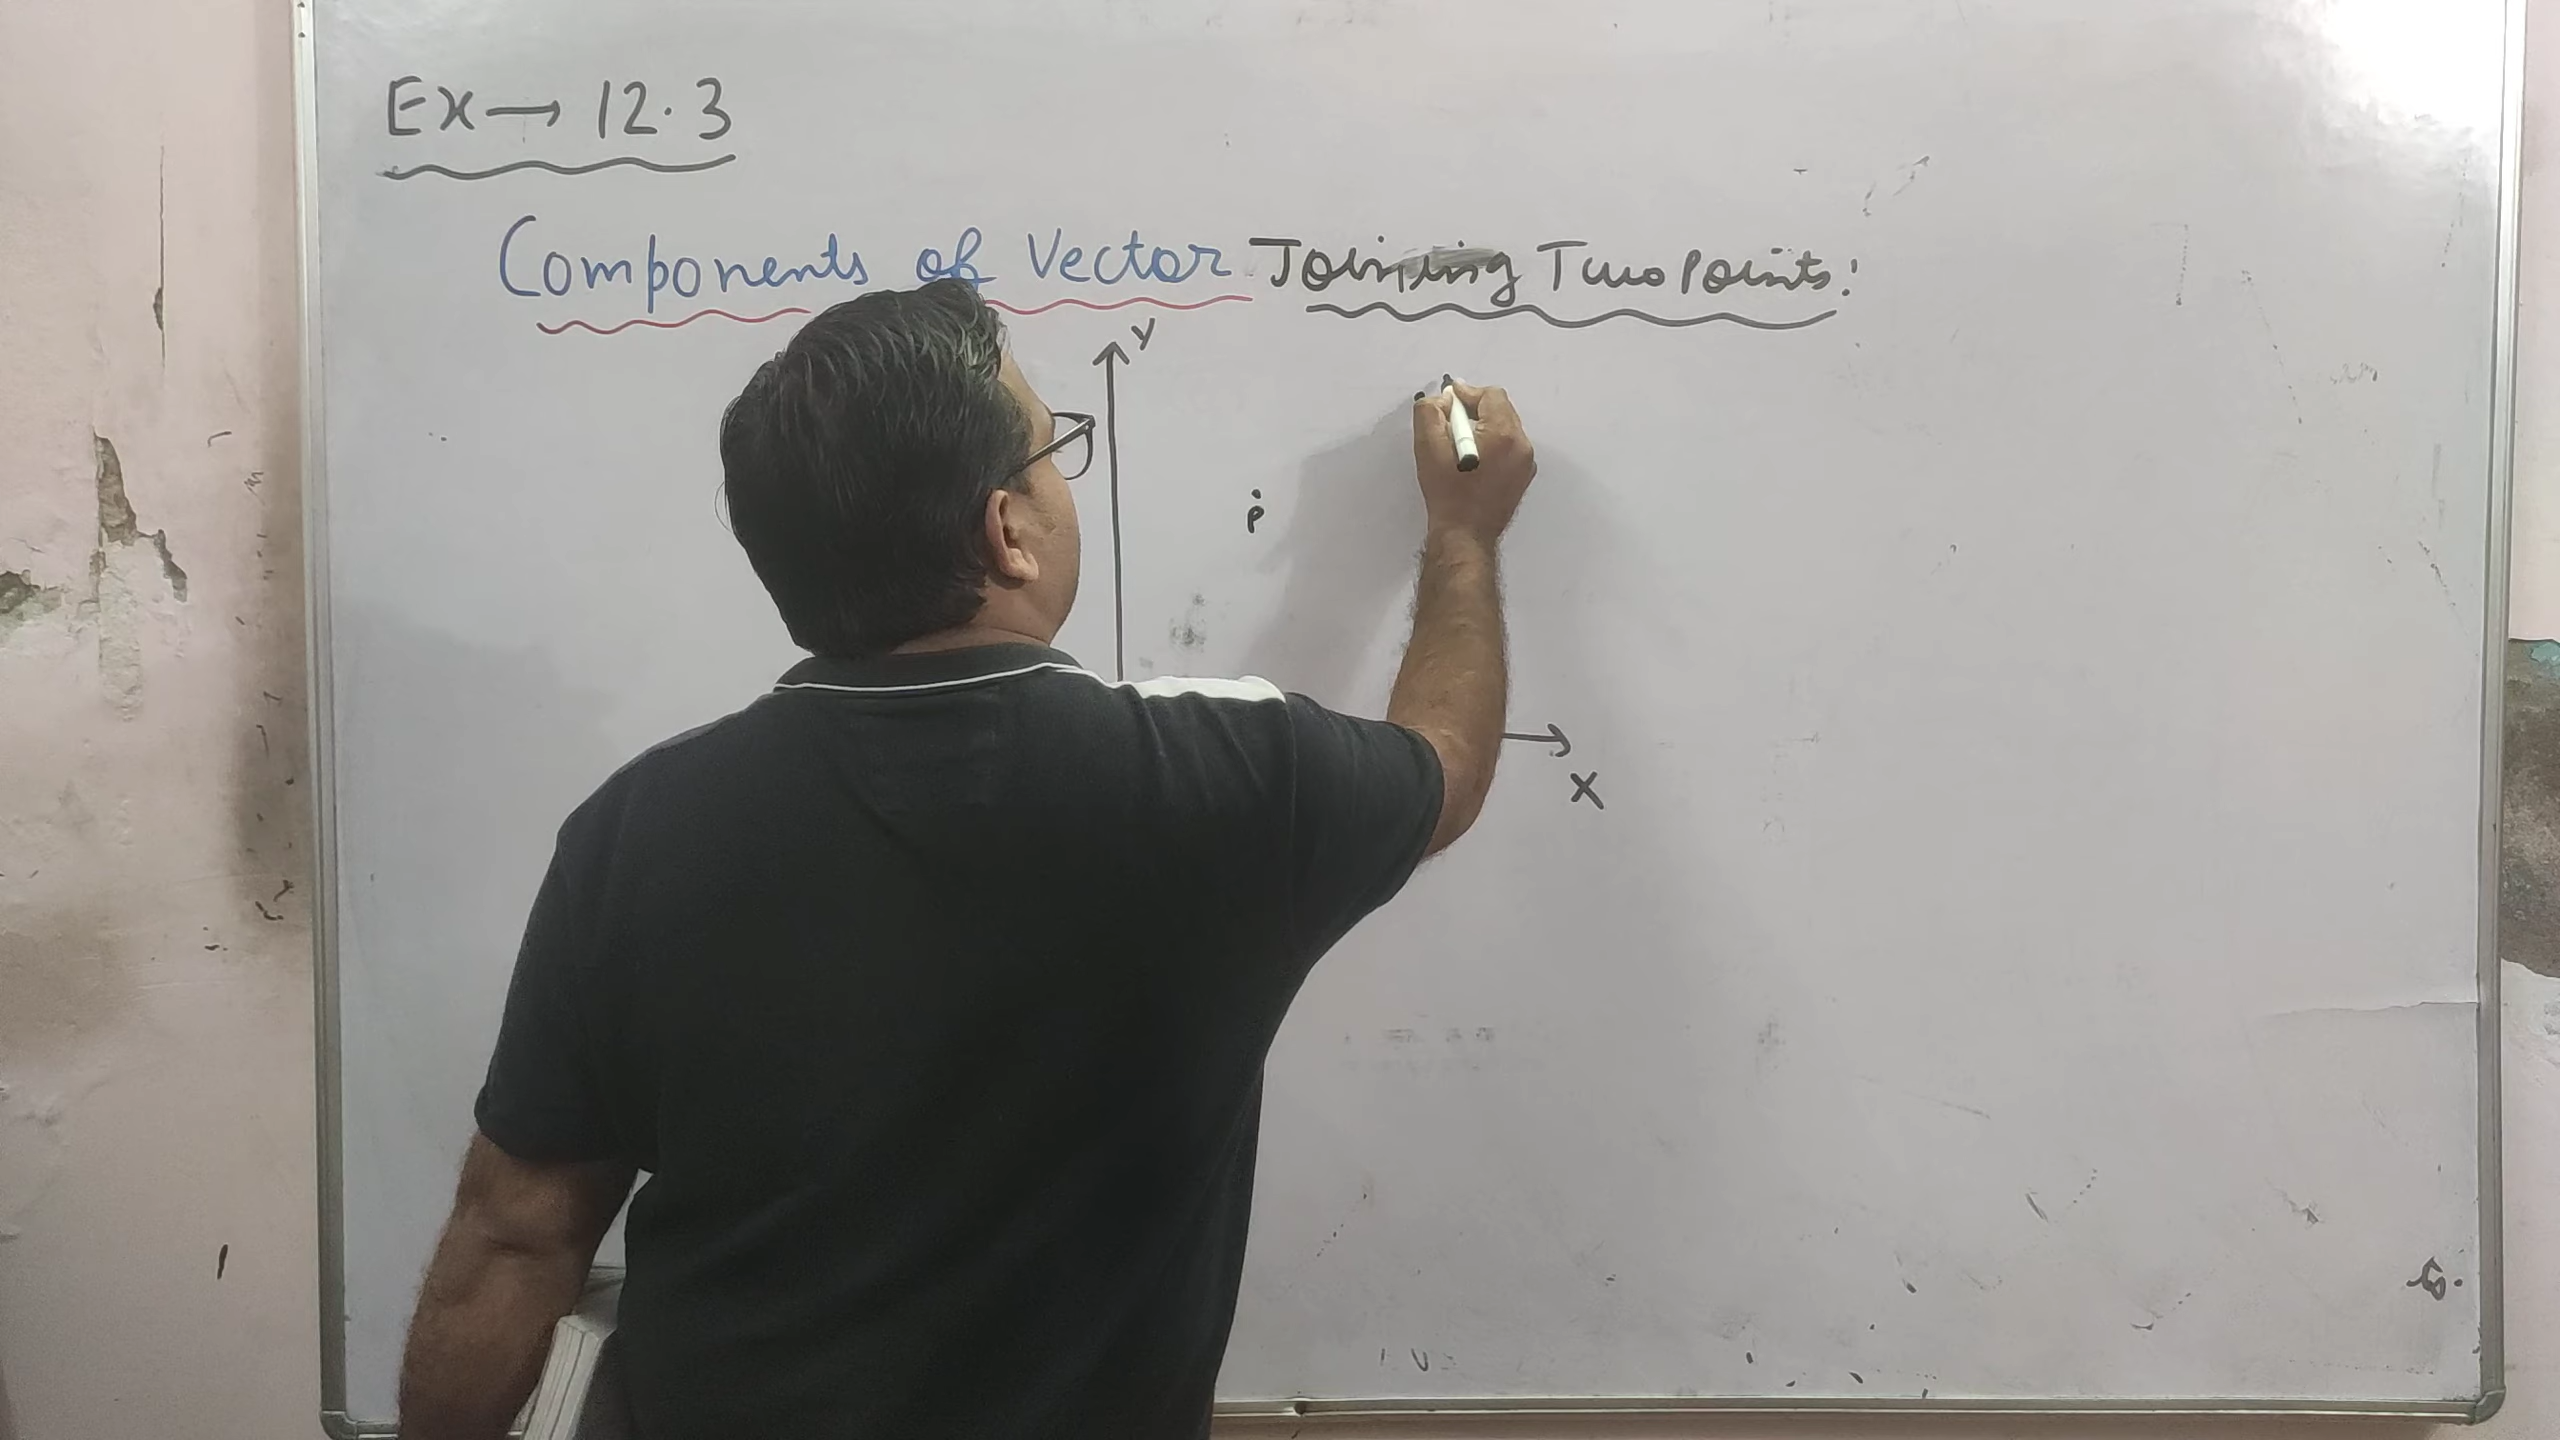 Ex → 12.3
Components of Vector Joining Two Points:
Y
P
X